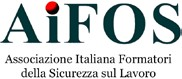 AiFOS
Associazione Italiana Formatori
della Sicurezza sul Lavoro